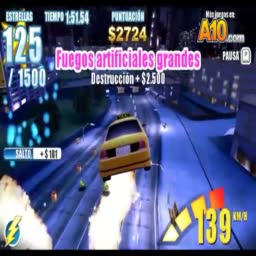 ESTRELLAS
125
/ 1500
TIEMPO 1:51.54
PUNTUACIÓN
$2724
Más juegos en:
A10.com
PAUSA P
Fuegos artificiales grandes
Destrucción + $2.500
SALTO + $101
139 KM/H